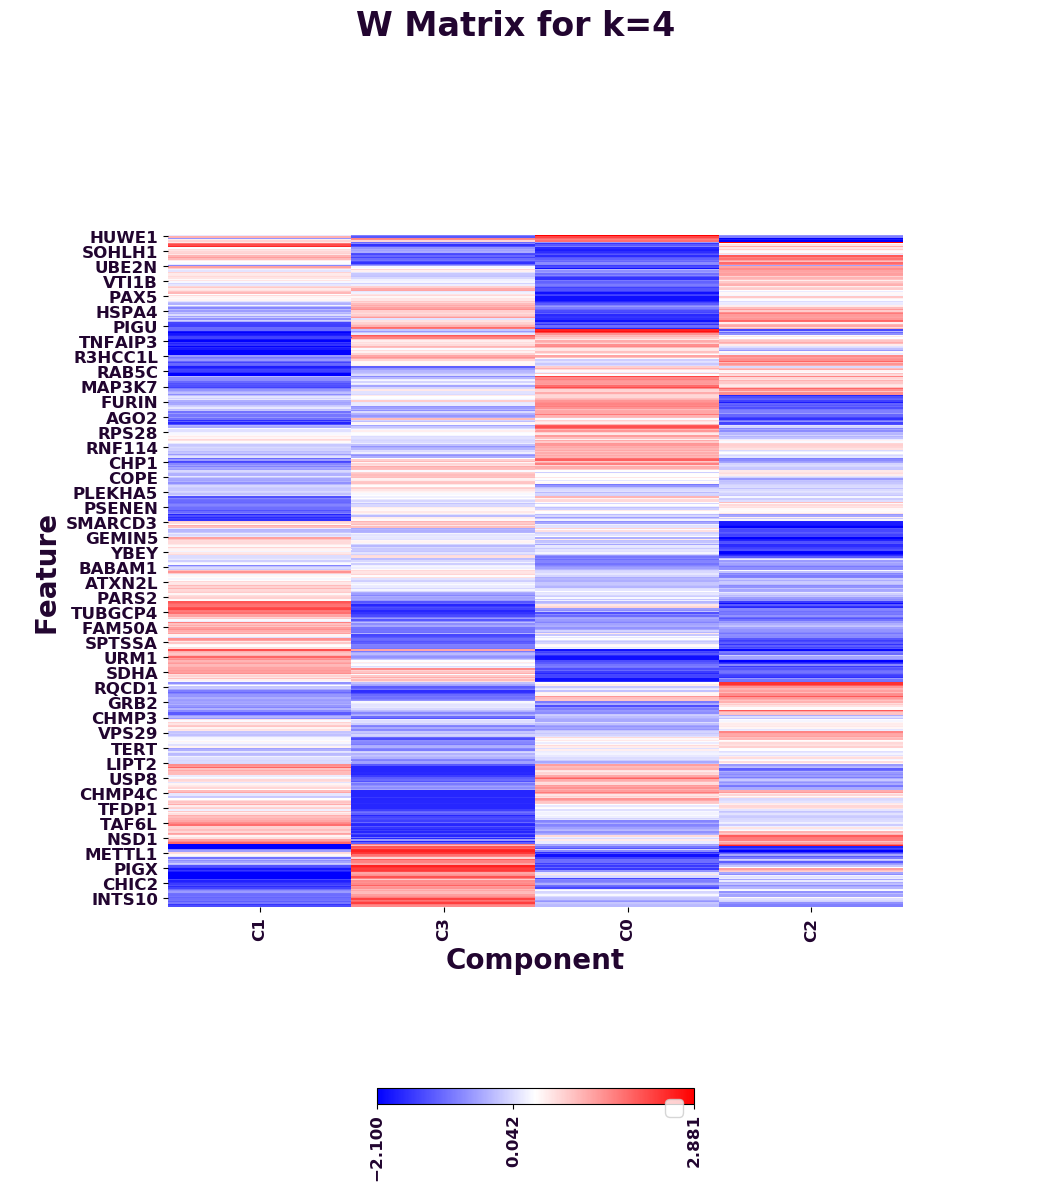 W Matrix for k=4
HUWE1
SOHLH1
UBE2N
VTI1B
PAX5
HSPA4
PIGU
TNFAIP3
R3HCC1L
RAB5C
MAP3K7
FURIN
AGO2
RPS28
RNF114
CHP1
COPE
PLEKHA5
PSENEN
SMARCD3
GEMIN5
YBEY
BABAM1
ATXN2L
PARS2
TUBGCP4
FAM50A
SPTSSA
URM1
SDHA
RQCD1
GRB2
CHMP3
VPS29
TERT
LIPT2
USP8
CHMP4C
TFDP1
TAF6L
NSD1
METTL1
PIGX
CHIC2
INTS10
Feature
C1 C3 C0 C2
Component
−2.100 0.042 2.881